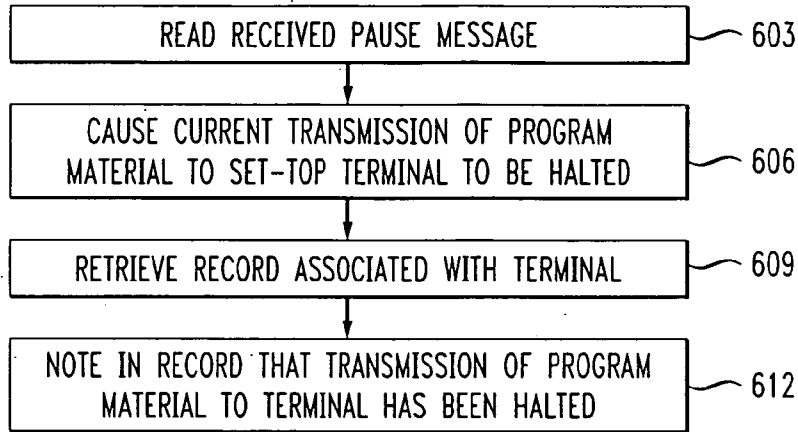 READ RECEIVED PAUSE MESSAGE
603
CAUSE CURRENT TRANSMISSION OF PROGRAM
MATERIAL TO SET-TOP TERMINAL TO BE HALTED
606
RETRIEVE RECORD ASSOCIATED WITH TERMINAL
609
NOTE IN RECORD THAT TRANSMISSION OF PROGRAM
MATERIAL TO TERMINAL HAS BEEN HALTED
612